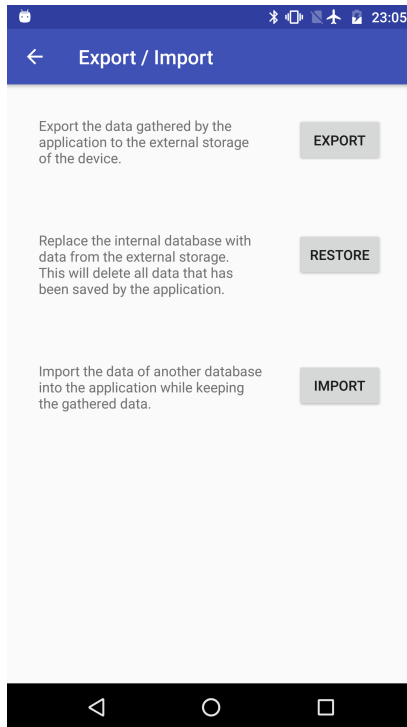 23:05
Export / Import
Export the data gathered by the
application to the external storage
of the device.
EXPORT
Replace the internal database with
data from the external storage.
This will delete all data that has
been saved by the application.
RESTORE
Import the data of another database
into the application while keeping
the gathered data.
IMPORT